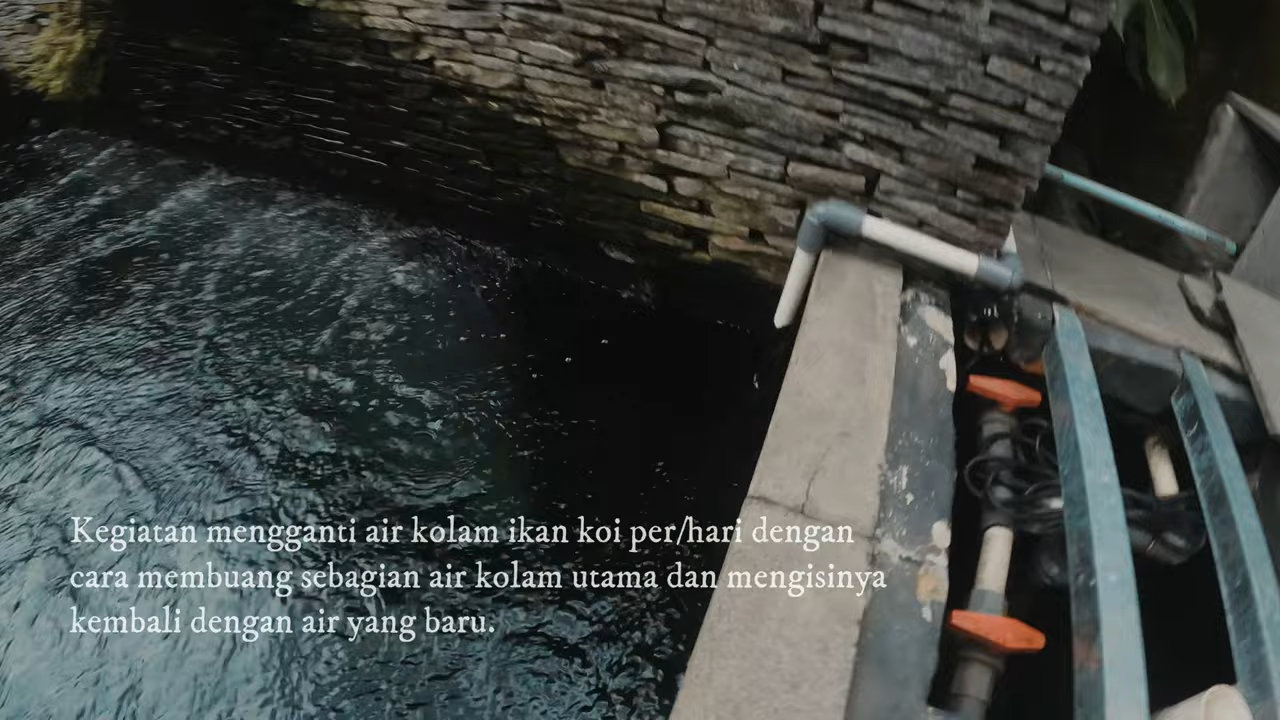 Kegiatan mengganti air kolam ikan koi per/hari dengan
cara membuang sebagian air kolam utama dan mengisinya
kembali dengan air yang baru.